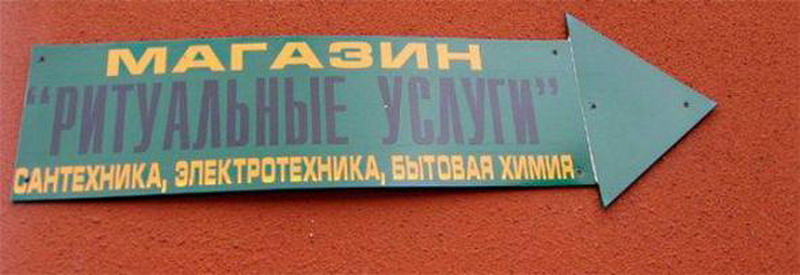 МАГАЗИН
"РИТУАЛЬНЫЕ УСЛУГИ"
САНТЕХНИКА, ЭЛЕКТРОТЕХНИКА, БЫТОВАЯ ХИМИЯ